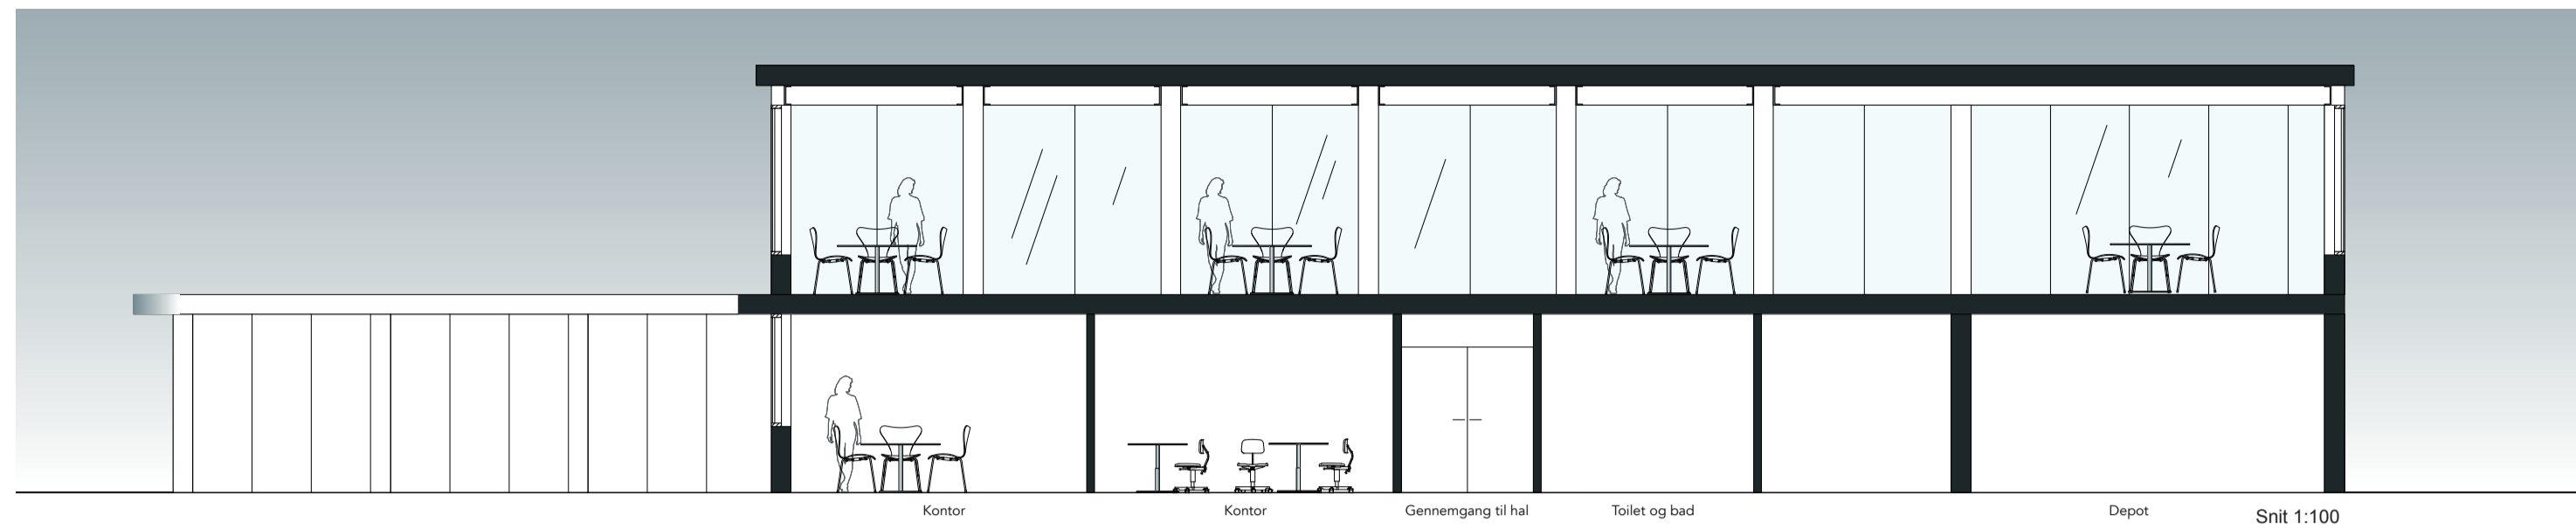 Kontor
Kontor
Gennemgang til hal
Toilet og bad
Depot
Snit 1:100